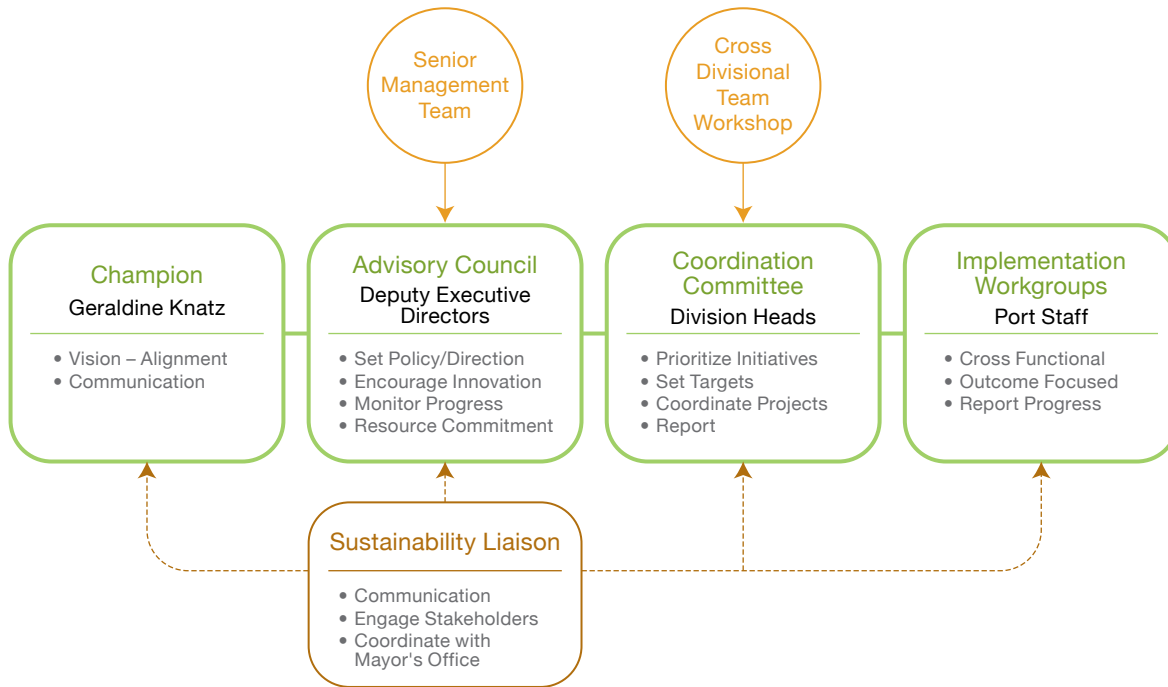 Senior
Management
Team
Cross
Divisional
Team
Workshop
Champion
Geraldine Knatz
• Vision – Alignment
• Communication
Advisory Council
Deputy Executive
Directors
• Set Policy/Direction
• Encourage Innovation
• Monitor Progress
• Resource Commitment
Coordination
Committee
Division Heads
• Prioritize Initiatives
• Set Targets
• Coordinate Projects
• Report
Implementation
Workgroups
Port Staff
• Cross Functional
• Outcome Focused
• Report Progress
Sustainability Liaison
• Communication
• Engage Stakeholders
• Coordinate with
Mayor's Office